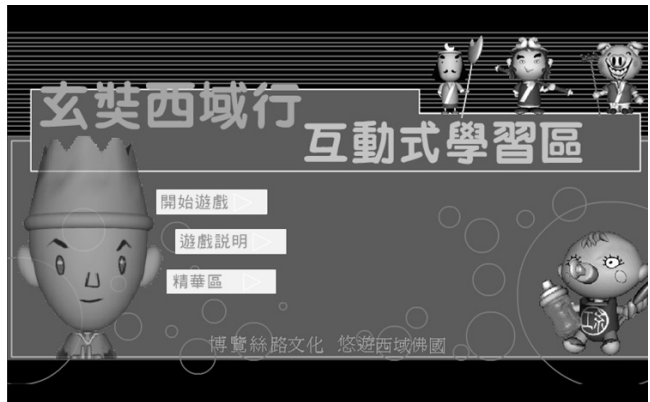 玄奘西域行
互動式學習區
開始遊戲
遊戲説明
精華區
博覽絲路文化 悠遊西域佛國